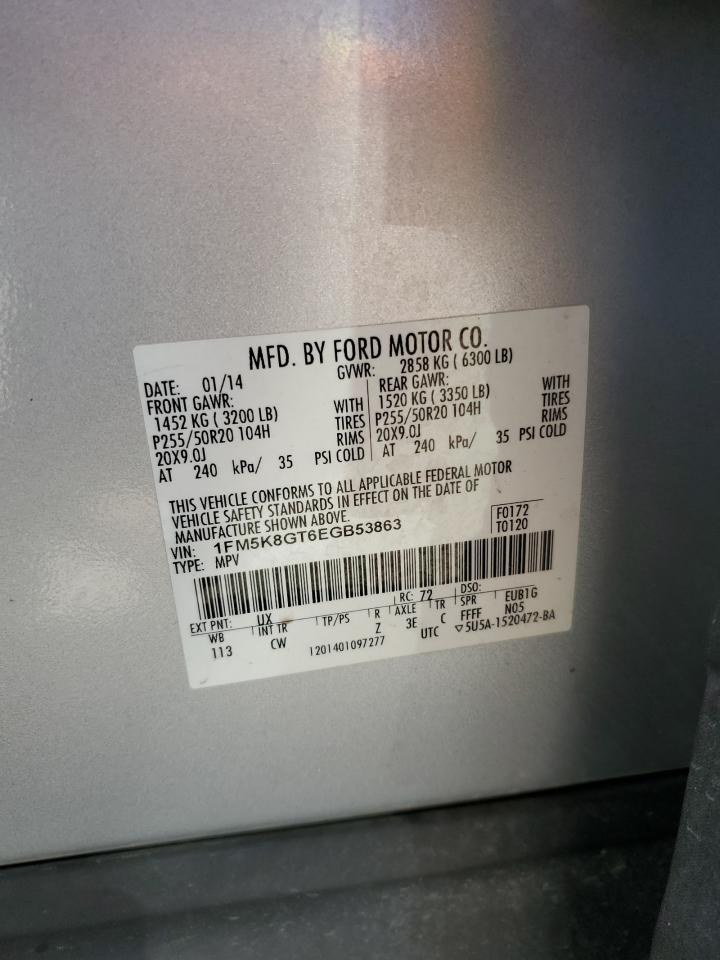 MFD. BY FORD MOTOR CO.
DATE: 01/14 GVWR: 2858 KG ( 6300 LB)
FRONT GAWR: REAR GAWR:
1452 KG ( 3200 LB) WITH 1520 KG ( 3350 LB) WITH
P255/50R20 104H TIRES P255/50R20 104H TIRES
20X9.0J RIMS 20X9.0J RIMS
AT 240 kPa/ 35 PSI COLD AT 240 kPa/ 35 PSI COLD
THIS VEHICLE CONFORMS TO ALL APPLICABLE FEDERAL MOTOR
VEHICLE SAFETY STANDARDS IN EFFECT ON THE DATE OF
MANUFACTURE SHOWN ABOVE.
VIN: 1FM5K8GT6EGB53863 F0172
TYPE: MPV T0120
EXT PNT: UX RC: 72 DSO:
WB INT TR TP/PS R AXLE TR SPR EUB1G
113 CW Z 3E C FFFF N05
1201401097277 UTC ▽5U5A-1520472-BA